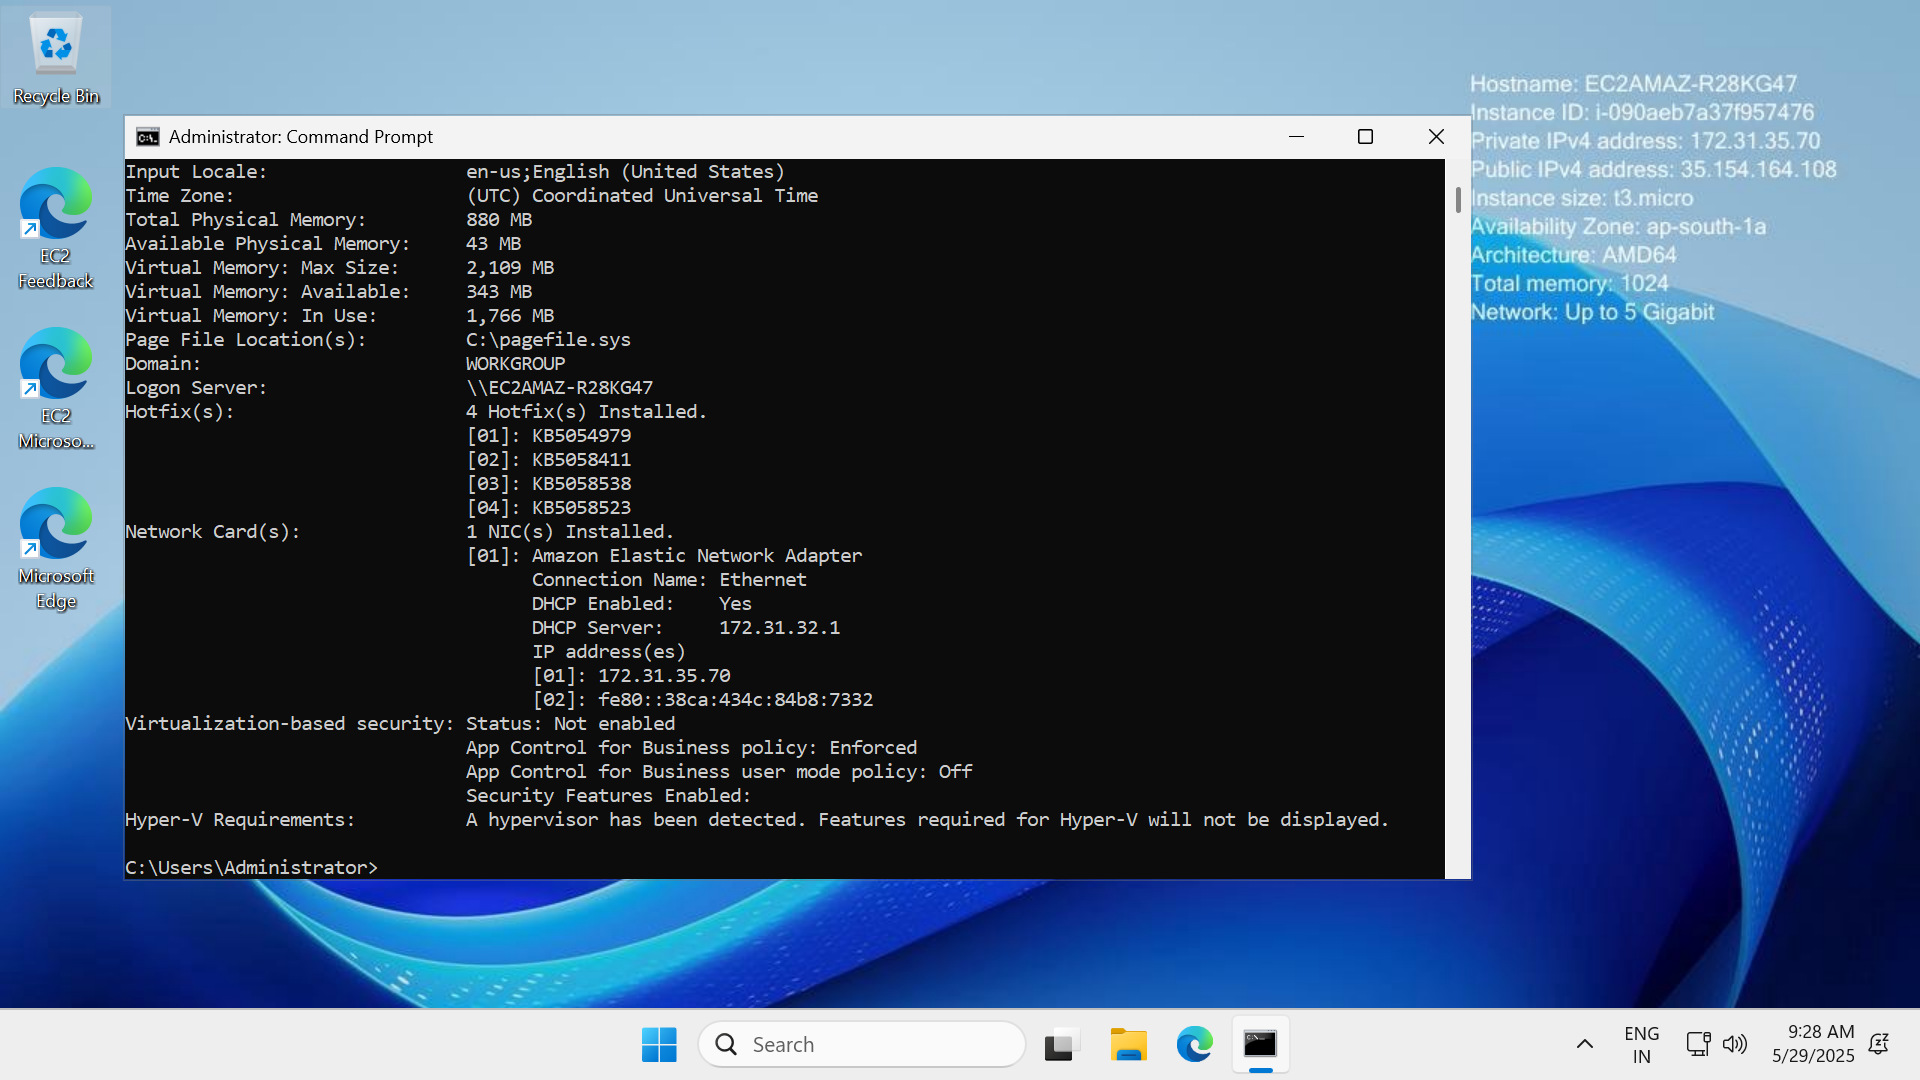 Recycle Bin
EC2
Feedback
EC2
Microso...
Microsoft
Edge
Administrator: Command Prompt
Input Locale: en-us;English (United States)
Time Zone: (UTC) Coordinated Universal Time
Total Physical Memory: 880 MB
Available Physical Memory: 43 MB
Virtual Memory: Max Size: 2,109 MB
Virtual Memory: Available: 343 MB
Virtual Memory: In Use: 1,766 MB
Page File Location(s): C:\pagefile.sys
Domain: WORKGROUP
Logon Server: \\EC2AMAZ-R28KG47
Hotfix(s): 4 Hotfix(s) Installed.
[01]: KB5054979
[02]: KB5058411
[03]: KB5058538
[04]: KB5058523
Network Card(s): 1 NIC(s) Installed.
[01]: Amazon Elastic Network Adapter
Connection Name: Ethernet
DHCP Enabled: Yes
DHCP Server: 172.31.32.1
IP address(es)
[01]: 172.31.35.70
[02]: fe80::38ca:434c:84b8:7332
Virtualization-based security: Status: Not enabled
App Control for Business policy: Enforced
App Control for Business user mode policy: Off
Security Features Enabled:
Hyper-V Requirements: A hypervisor has been detected. Features required for Hyper-V will not be displayed.
C:\Users\Administrator>
Hostname: EC2AMAZ-R28KG47
Instance ID: i-090aeb7a37f957476
Private IPv4 address: 172.31.35.70
Public IPv4 address: 35.154.164.108
Instance size: t3.micro
Availability Zone: ap-south-1a
Architecture: AMD64
Total memory: 1024
Network: Up to 5 Gigabit
Search
ENG
IN
9:28 AM
5/29/2025